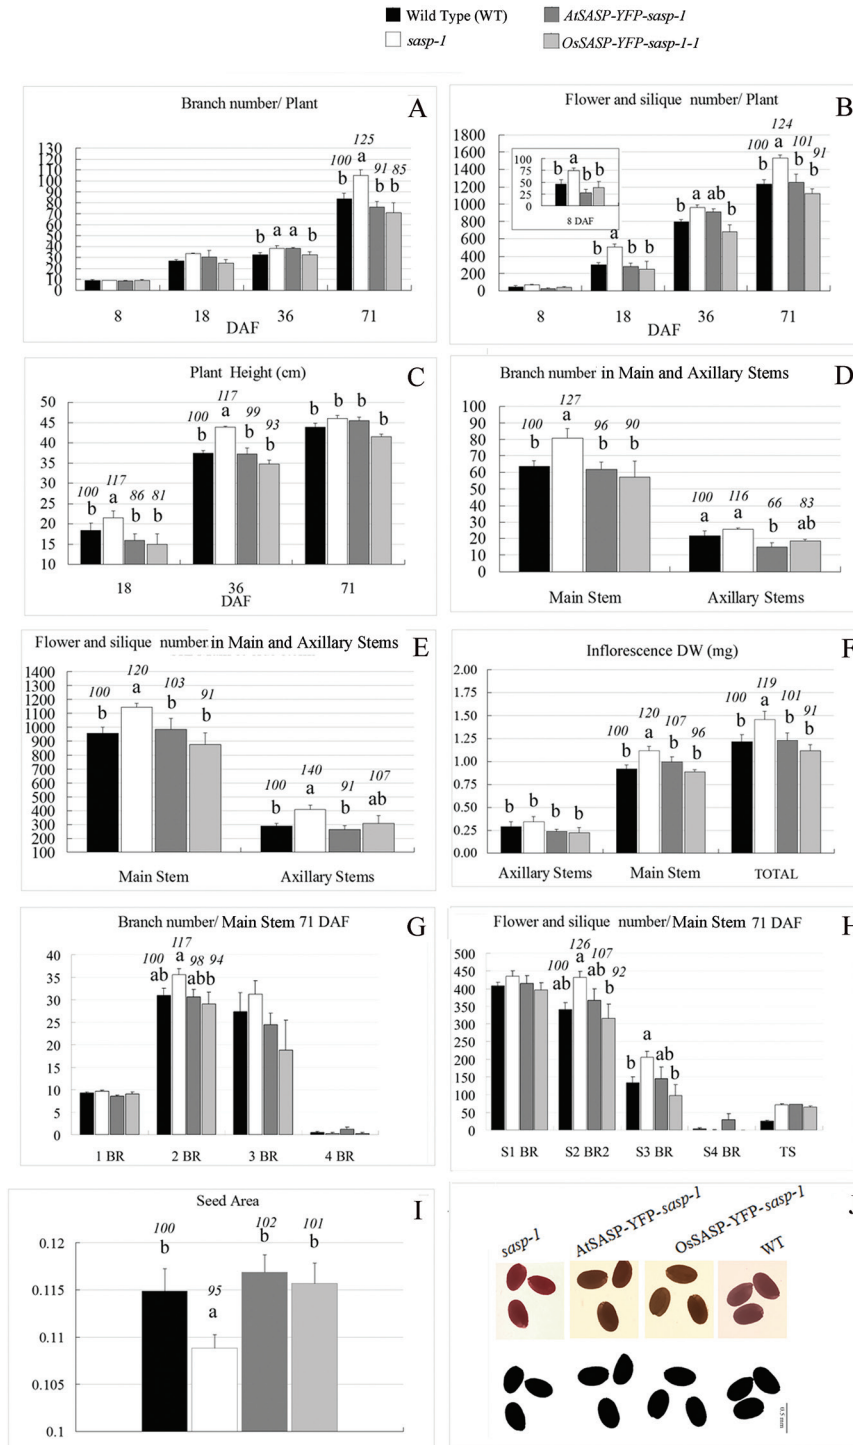 Wild Type (WT) AtSASP-YFP-sasp-1
sasp-1 OsSASP-YFP-sasp-1-1
Branch number/ Plant A
130
120
110
100
90
80
70
60
50
40
30
20
10
0
b a a b
100 125 91 85
b a b b
8 18 36 71
DAF
Flower and silique number/ Plant B
1800
1600
1400
1200
1000
800
600
400
200
0
100
75
50
25
0
b a b b
8 DAF
b a b b
b a ab b
100 124 101 91
b a b b
8 18 36 71
DAF
Plant Height (cm) C
50
45
40
35
30
25
20
15
10
100 117 86 81
b a b b
100 117 99 93
b a b b
b b b b
18 36 71
DAF
Branch number in Main and Axillary Stems D
100
90
80
70
60
50
40
30
20
10
0
100 127 96 90
b a b b
100 116 66 83
a a b ab
Main Stem Axillary Stems
Flower and silique number in Main and Axillary Stems E
1400
1300
1200
1100
1000
900
800
700
600
500
400
300
200
100
100 120 103 91
b a b b
100 140 91 107
b a b ab
Main Stem Axillary Stems
Inflorescence DW (mg) F
2.00
1.75
1.50
1.25
1.00
0.75
0.50
0.25
0.00
b b b b
100 120 107 96
b a b b
100 119 101 91
b a b b
Axillary Stems Main Stem TOTAL
Branch number/ Main Stem 71 DAF G
40
35
30
25
20
15
10
5
0
100 117 98 94
ab a abb
1 BR 2 BR 3 BR 4 BR
Flower and silique number/ Main Stem 71 DAF H
500
450
400
350
300
250
200
150
100
50
0
100 126 107 92
ab a ab b
b a ab b
S1 BR S2 BR2 S3 BR S4 BR TS
Seed Area I
0.12
0.115
0.11
0.105
0.1
100 95 102 101
b a b b
J
sasp-1 AtSASP-YFP-sasp-1 OsSASP-YFP-sasp-1 WT
0.5 mm